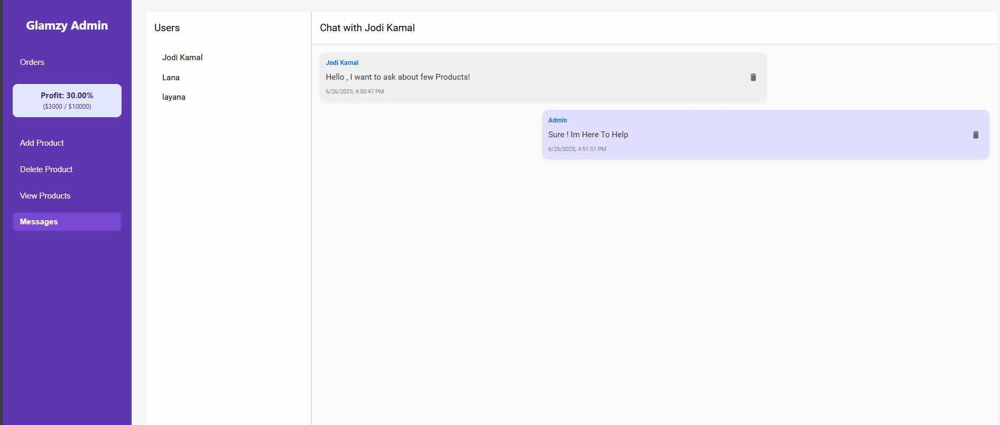 Glamzy Admin
Orders
Profit: 30.00%
($3000 / $10000)
Add Product
Delete Product
View Products
Messages
Users
Jodi Kamal
Lana
layana
Chat with Jodi Kamal
Jodi Kamal
Hello , I want to ask about few Products!
6/26/2025, 4:50:47 PM
Admin
Sure ! Im Here To Help
6/26/2025, 4:51:51 PM